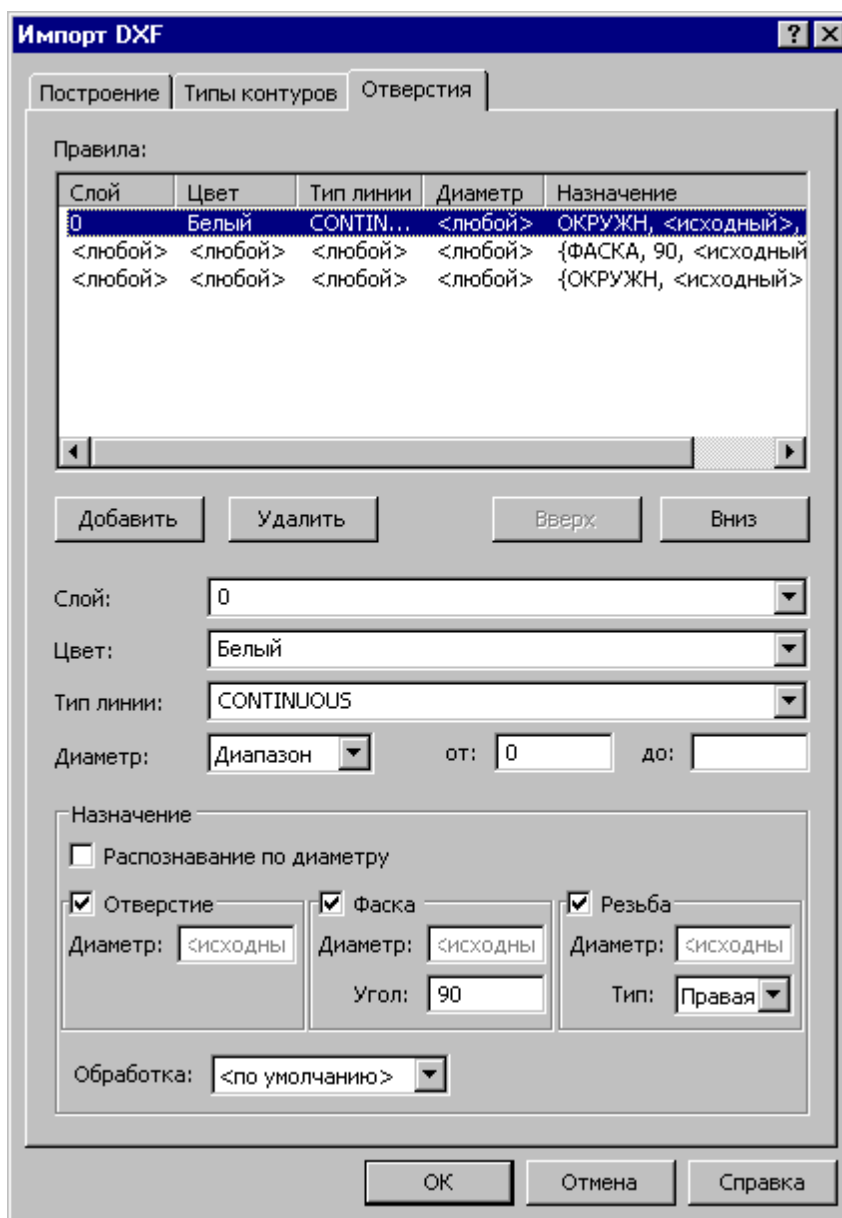 Импорт DXF
Построение Типы контуров Отверстия
Правила:
Слой Цвет Тип линии Диаметр Назначение
0 Белый CONTIN... <любой> ОКРУЖН, <исходный>,
<любой> <любой> <любой> <любой> {ФАСКА, 90, <исходный
<любой> <любой> <любой> <любой> {ОКРУЖН, <исходный>
Добавить Удалить Вверх Вниз
Слой: 0
Цвет: Белый
Тип линии: CONTINUOUS
Диаметр: Диапазон от: 0 до:
Назначение
Распознавание по диаметру
Отверстие Фаска Резьба
Диаметр: <исходны Диаметр: <исходны Диаметр: <исходны
Угол: 90 Тип: Правая
Обработка: <по умолчанию>
ОК Отмена Справка